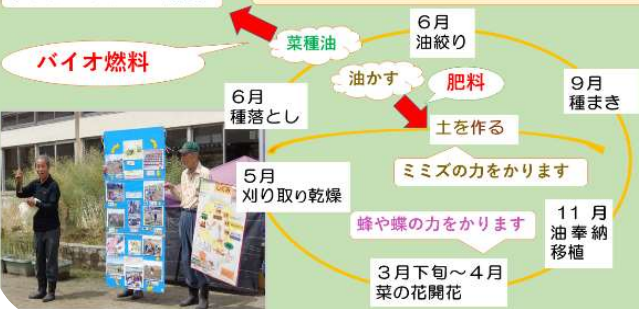 6月
油絞り
菜種油
バイオ燃料
油かす
肥料
9月
種まき
6月
種落とし
土を作る
ミミズの力をかります
5月
刈り取り乾燥
蜂や蝶の力をかります
11月
油奉納
移植
3月下旬～4月
菜の花開花